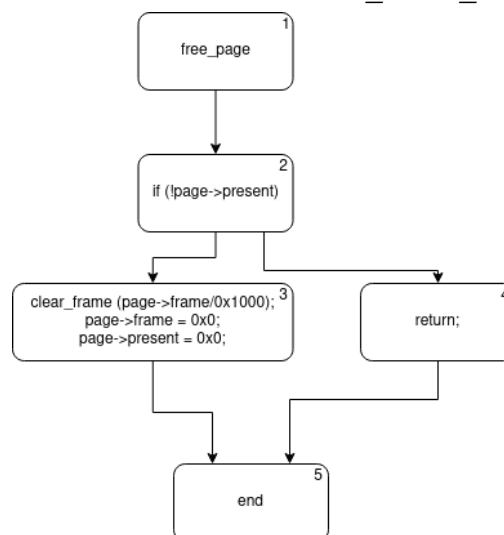 1
free_page
2
if (!page->present)
3
clear_frame (page->frame/0x1000);
page->frame = 0x0;
page->present = 0x0;
4
return;
5
end